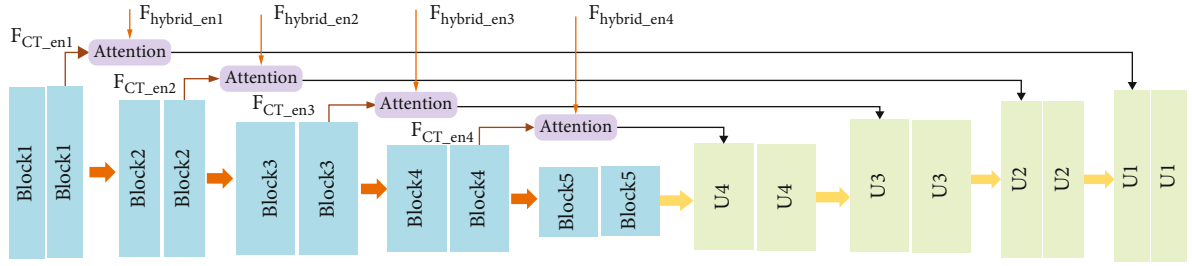 F_hybrid_en1
F_hybrid_en2
F_hybrid_en3
F_hybrid_en4
F_CT_en1
Attention
F_CT_en2
Attention
F_CT_en3
Attention
F_CT_en4
Attention
Block1
Block1
Block2
Block2
Block3
Block3
Block4
Block4
Block5
Block5
U4
U4
U3
U3
U2
U2
U1
U1